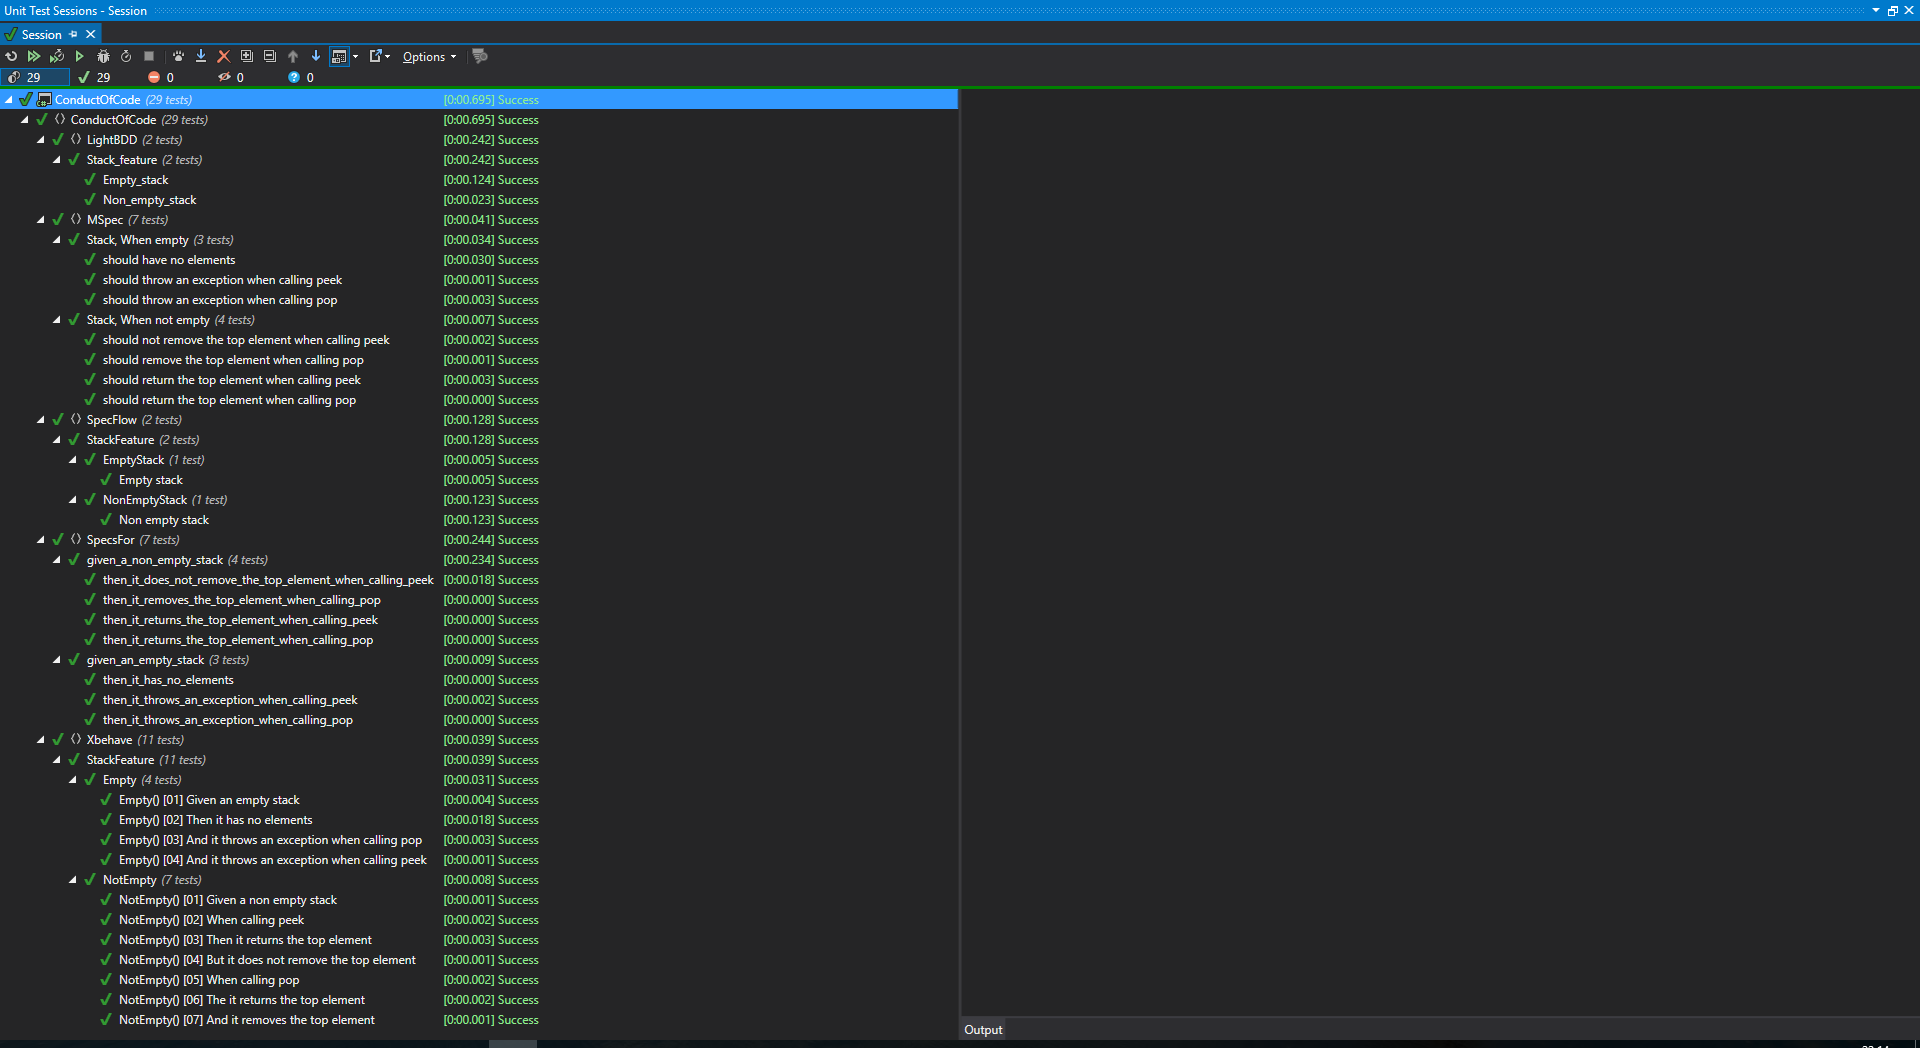 Unit Test Sessions - Session
Session
Options
29 29 0 0 0
ConductOfCode (29 tests) [0:00.695] Success
ConductOfCode (29 tests) [0:00.695] Success
LightBDD (2 tests) [0:00.242] Success
Stack_feature (2 tests) [0:00.242] Success
Empty_stack [0:00.124] Success
Non_empty_stack [0:00.023] Success
MSpec (7 tests) [0:00.041] Success
Stack, When empty (3 tests) [0:00.034] Success
should have no elements [0:00.030] Success
should throw an exception when calling peek [0:00.001] Success
should throw an exception when calling pop [0:00.003] Success
Stack, When not empty (4 tests) [0:00.007] Success
should not remove the top element when calling peek [0:00.002] Success
should remove the top element when calling pop [0:00.001] Success
should return the top element when calling peek [0:00.003] Success
should return the top element when calling pop [0:00.000] Success
SpecFlow (2 tests) [0:00.128] Success
StackFeature (2 tests) [0:00.128] Success
EmptyStack (1 test) [0:00.005] Success
Empty stack [0:00.005] Success
NonEmptyStack (1 test) [0:00.123] Success
Non empty stack [0:00.123] Success
SpecsFor (7 tests) [0:00.244] Success
given_a_non_empty_stack (4 tests) [0:00.234] Success
then_it_does_not_remove_the_top_element_when_calling_peek [0:00.018] Success
then_it_removes_the_top_element_when_calling_pop [0:00.000] Success
then_it_returns_the_top_element_when_calling_peek [0:00.000] Success
then_it_returns_the_top_element_when_calling_pop [0:00.000] Success
given_an_empty_stack (3 tests) [0:00.009] Success
then_it_has_no_elements [0:00.000] Success
then_it_throws_an_exception_when_calling_peek [0:00.002] Success
then_it_throws_an_exception_when_calling_pop [0:00.000] Success
Xbehave (11 tests) [0:00.039] Success
StackFeature (11 tests) [0:00.039] Success
Empty (4 tests) [0:00.031] Success
Empty() [01] Given an empty stack [0:00.004] Success
Empty() [02] Then it has no elements [0:00.018] Success
Empty() [03] And it throws an exception when calling pop [0:00.003] Success
Empty() [04] And it throws an exception when calling peek [0:00.001] Success
NotEmpty (7 tests) [0:00.008] Success
NotEmpty() [01] Given a non empty stack [0:00.001] Success
NotEmpty() [02] When calling peek [0:00.002] Success
NotEmpty() [03] Then it returns the top element [0:00.003] Success
NotEmpty() [04] But it does not remove the top element [0:00.001] Success
NotEmpty() [05] When calling pop [0:00.002] Success
NotEmpty() [06] The it returns the top element [0:00.002] Success
NotEmpty() [07] And it removes the top element [0:00.001] Success
Output